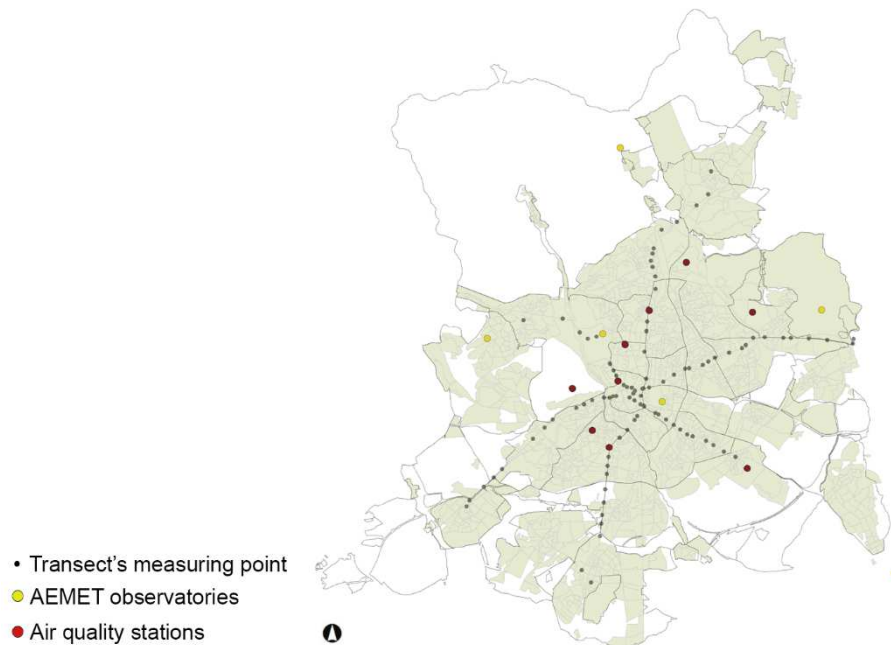 Transect's measuring point
AEMET observatories
Air quality stations